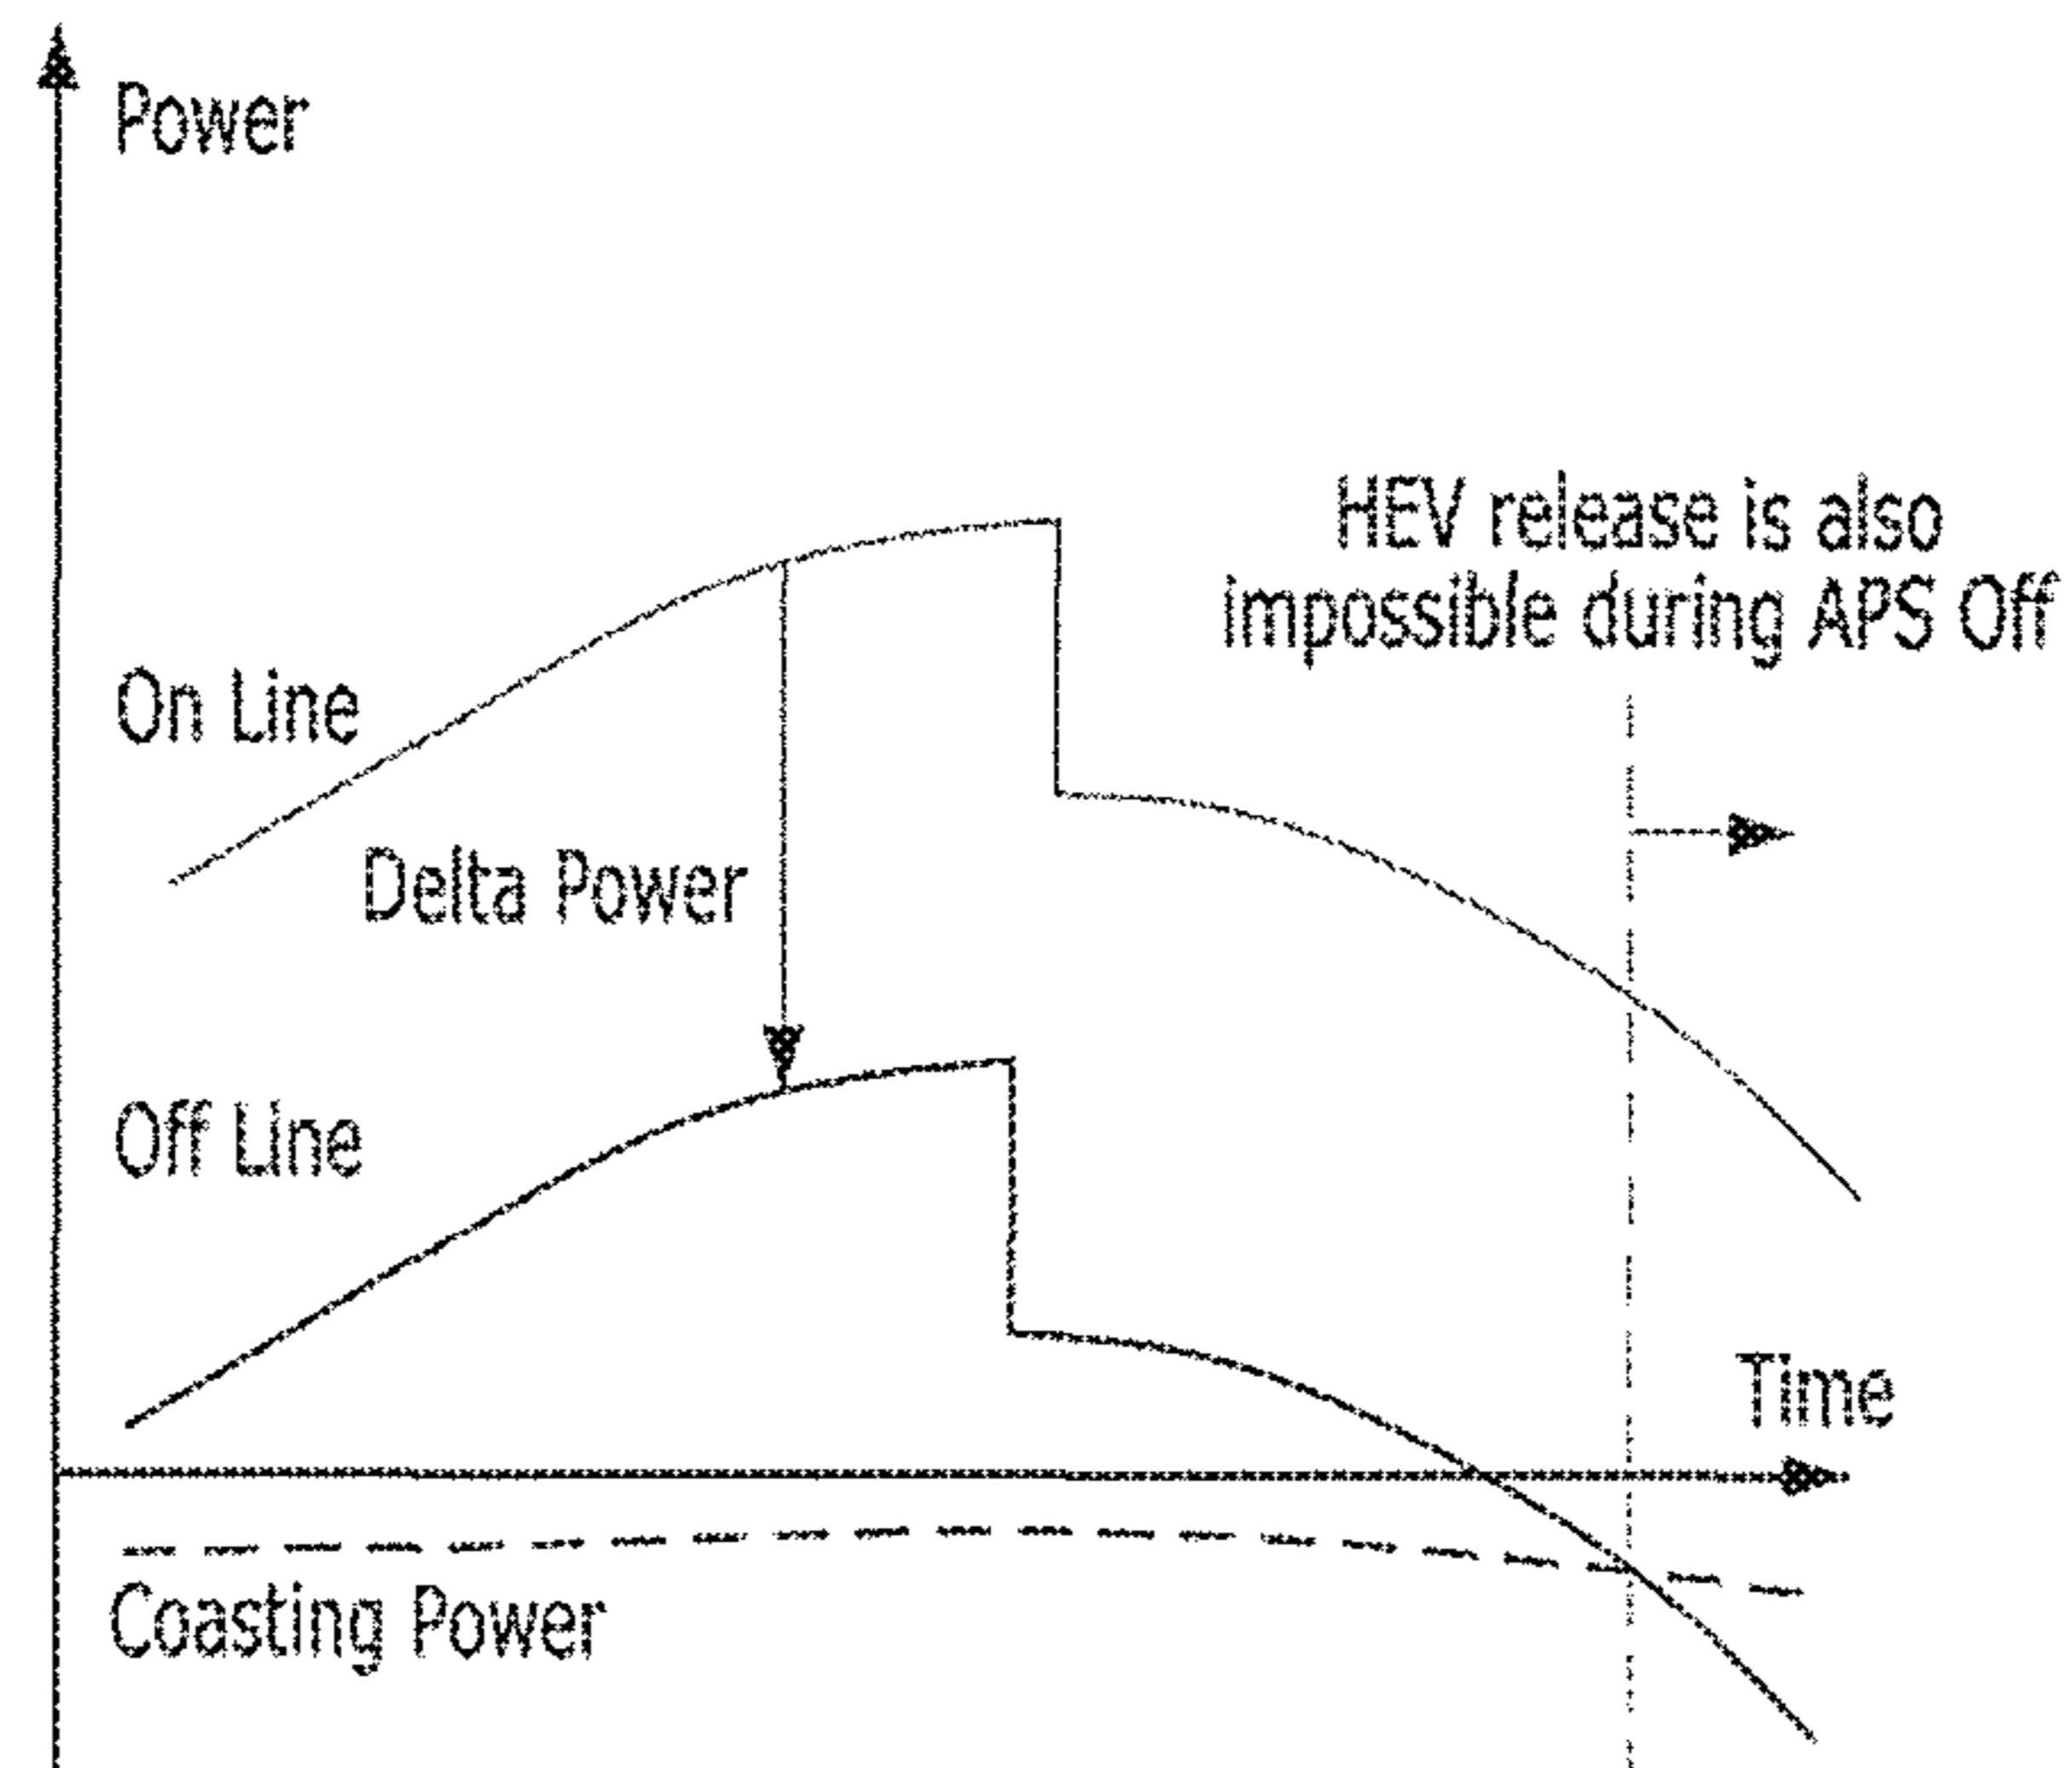 Power
HEV release is also
impossible during APS Off
On Line
Delta Power
Off Line
Time
Coasting Power